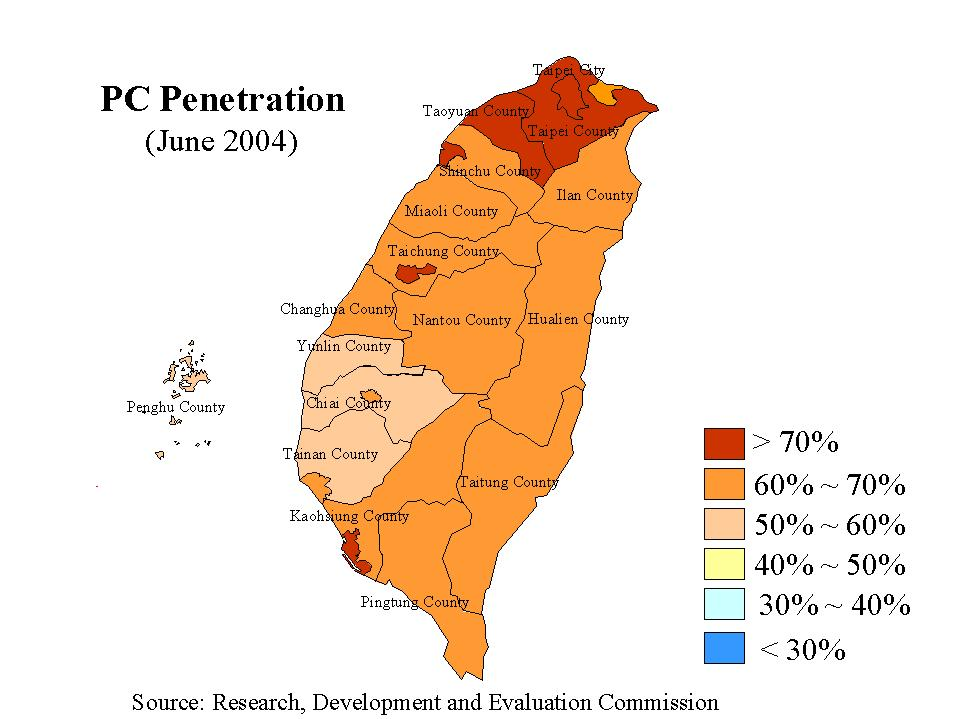 PC Penetration
(June 2004)
Taipei City
Taoyuan County
Taipei County
Shinchu County
Ilan County
Miaoli County
Taichung County
Changhua County
Nantou County
Hualien County
Yunlin County
Chiai County
Penghu County
Tainan County
Taitung County
Kaohsiung County
Pingtung County
> 70%
60% ~ 70%
50% ~ 60%
40% ~ 50%
30% ~ 40%
< 30%
Source: Research, Development and Evaluation Commission